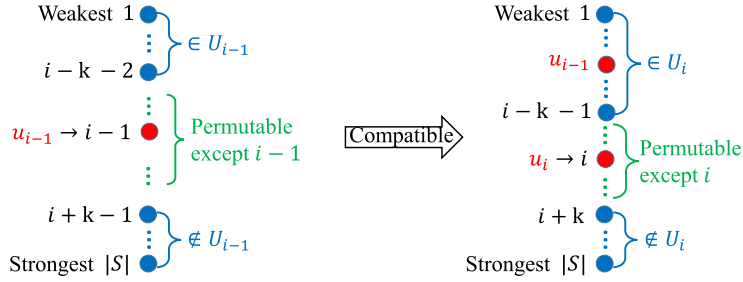 Weakest 1
∈ U_{i−1}
i − k − 2
u_{i−1} → i − 1
Permutable
except i − 1
i + k − 1
∉ U_{i−1}
Strongest |S|
Compatible
Weakest 1
u_{i−1}
∈ U_i
i − k − 1
u_i → i
Permutable
except i
i + k
∉ U_i
Strongest |S|